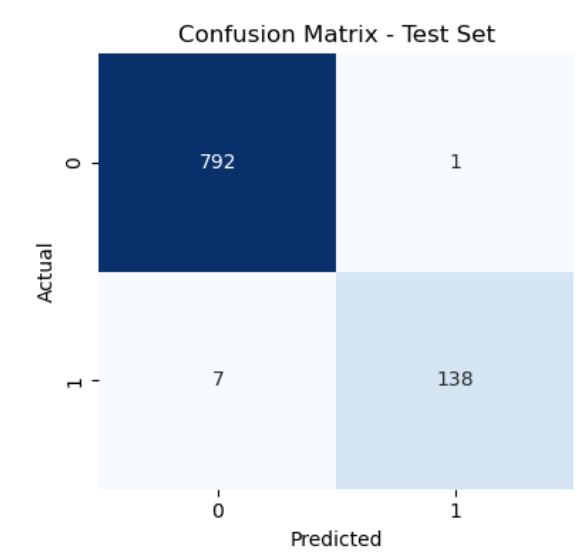 Confusion Matrix - Test Set
Actual
0
792
1
1
7
138
0
1
Predicted